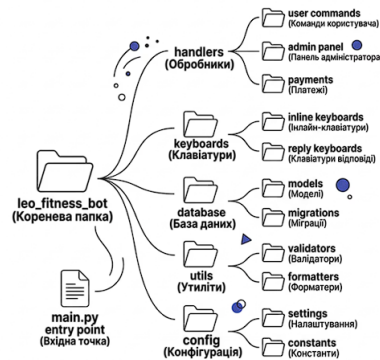 user commands
(Команди користувача)
handlers
(Обробники)
admin panel
(Панель адміністратора
payments
(Платежі)
keyboards
(Клавіатури)
inline keyboards
(Інлайн-клавіатури)
reply keyboards
(Клавіатури відповіді)
leo_fitness_bot
(Коренева папка)
database
(База даних)
models
(Моделі)
migrations
(Міграції)
utils
(Утиліти)
validators
(Валідатори)
formatters
(Форматери)
main.py
entry point
(Вхідна точка)
config
(Конфігурація)
settings
(Налаштування)
constants
(Константи)